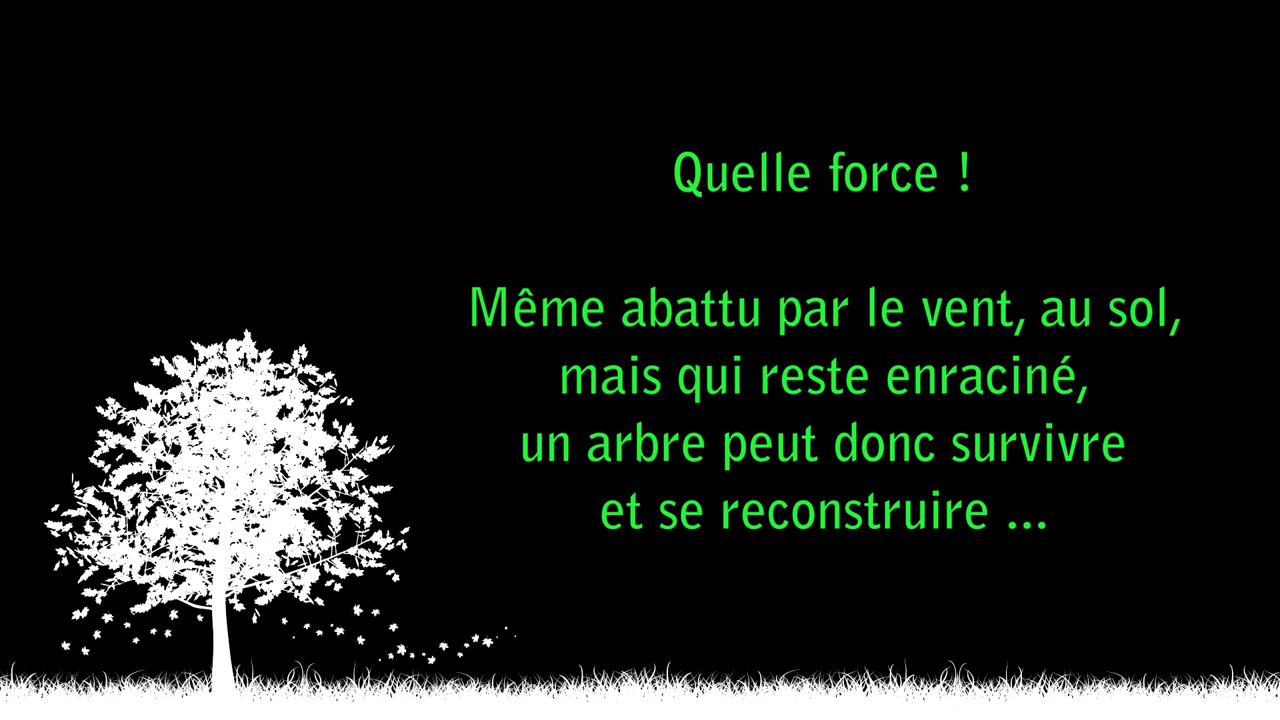 Quelle force !
Même abattu par le vent, au sol,
mais qui reste enraciné,
un arbre peut donc survivre
et se reconstruire ...